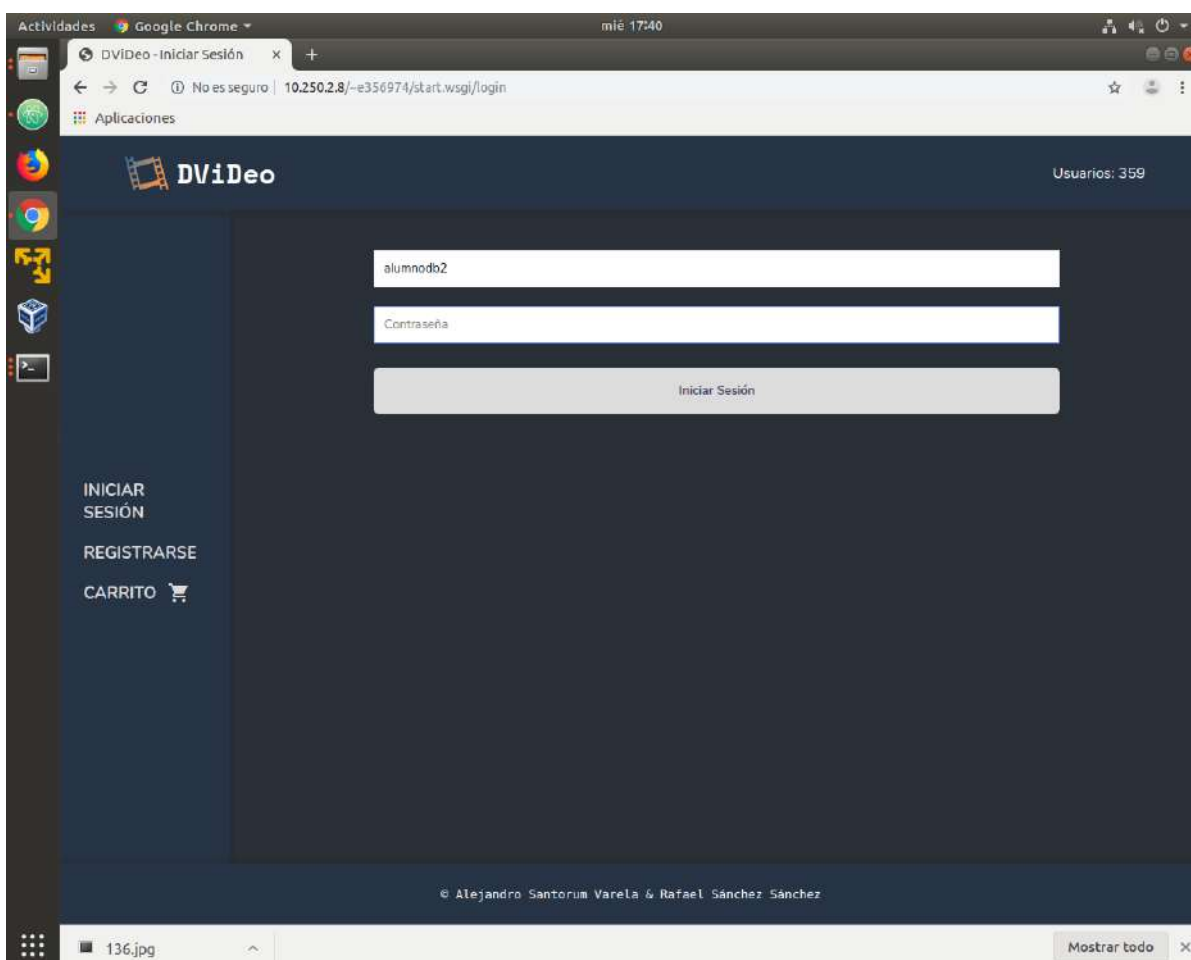 Actividades Google Chrome mié 17:40
DViDeo - Iniciar Sesión
No es seguro 10.250.2.8/~e356974/start.wsgi/login
Aplicaciones
DViDeo Usuarios: 359
alumnodb2
Contraseña
Iniciar Sesión
INICIAR
SESIÓN
REGISTRARSE
CARRITO
© Alejandro Santorum Varela & Rafael Sánchez Sánchez
136.jpg Mostrar todo